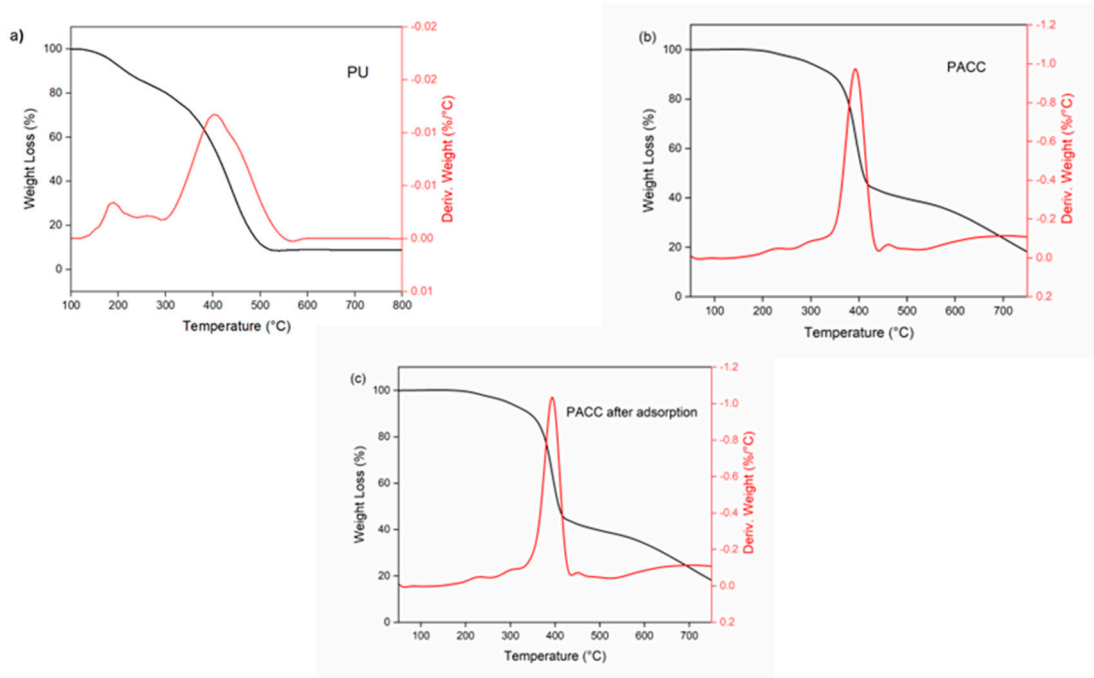 a)
PU
Weight Loss (%)
100
80
60
40
20
0
100 200 300 400 500 600 700 800
Temperature (°C)
-0.02
-0.02
-0.01
-0.01
0.00
0.01
Deriv. Weight (%/°C)
(b)
PACC
Weight Loss (%)
100
80
60
40
20
0
100 200 300 400 500 600 700
Temperature (°C)
-1.2
-1.0
-0.8
-0.6
-0.4
-0.2
0.0
0.2
Deriv. Weight (%/°C)
(c)
PACC after adsorption
Weight Loss (%)
100
80
60
40
20
0
100 200 300 400 500 600 700
Temperature (°C)
-1.2
-1.0
-0.8
-0.6
-0.4
-0.2
0.0
0.2
Deriv. Weight (%/°C)